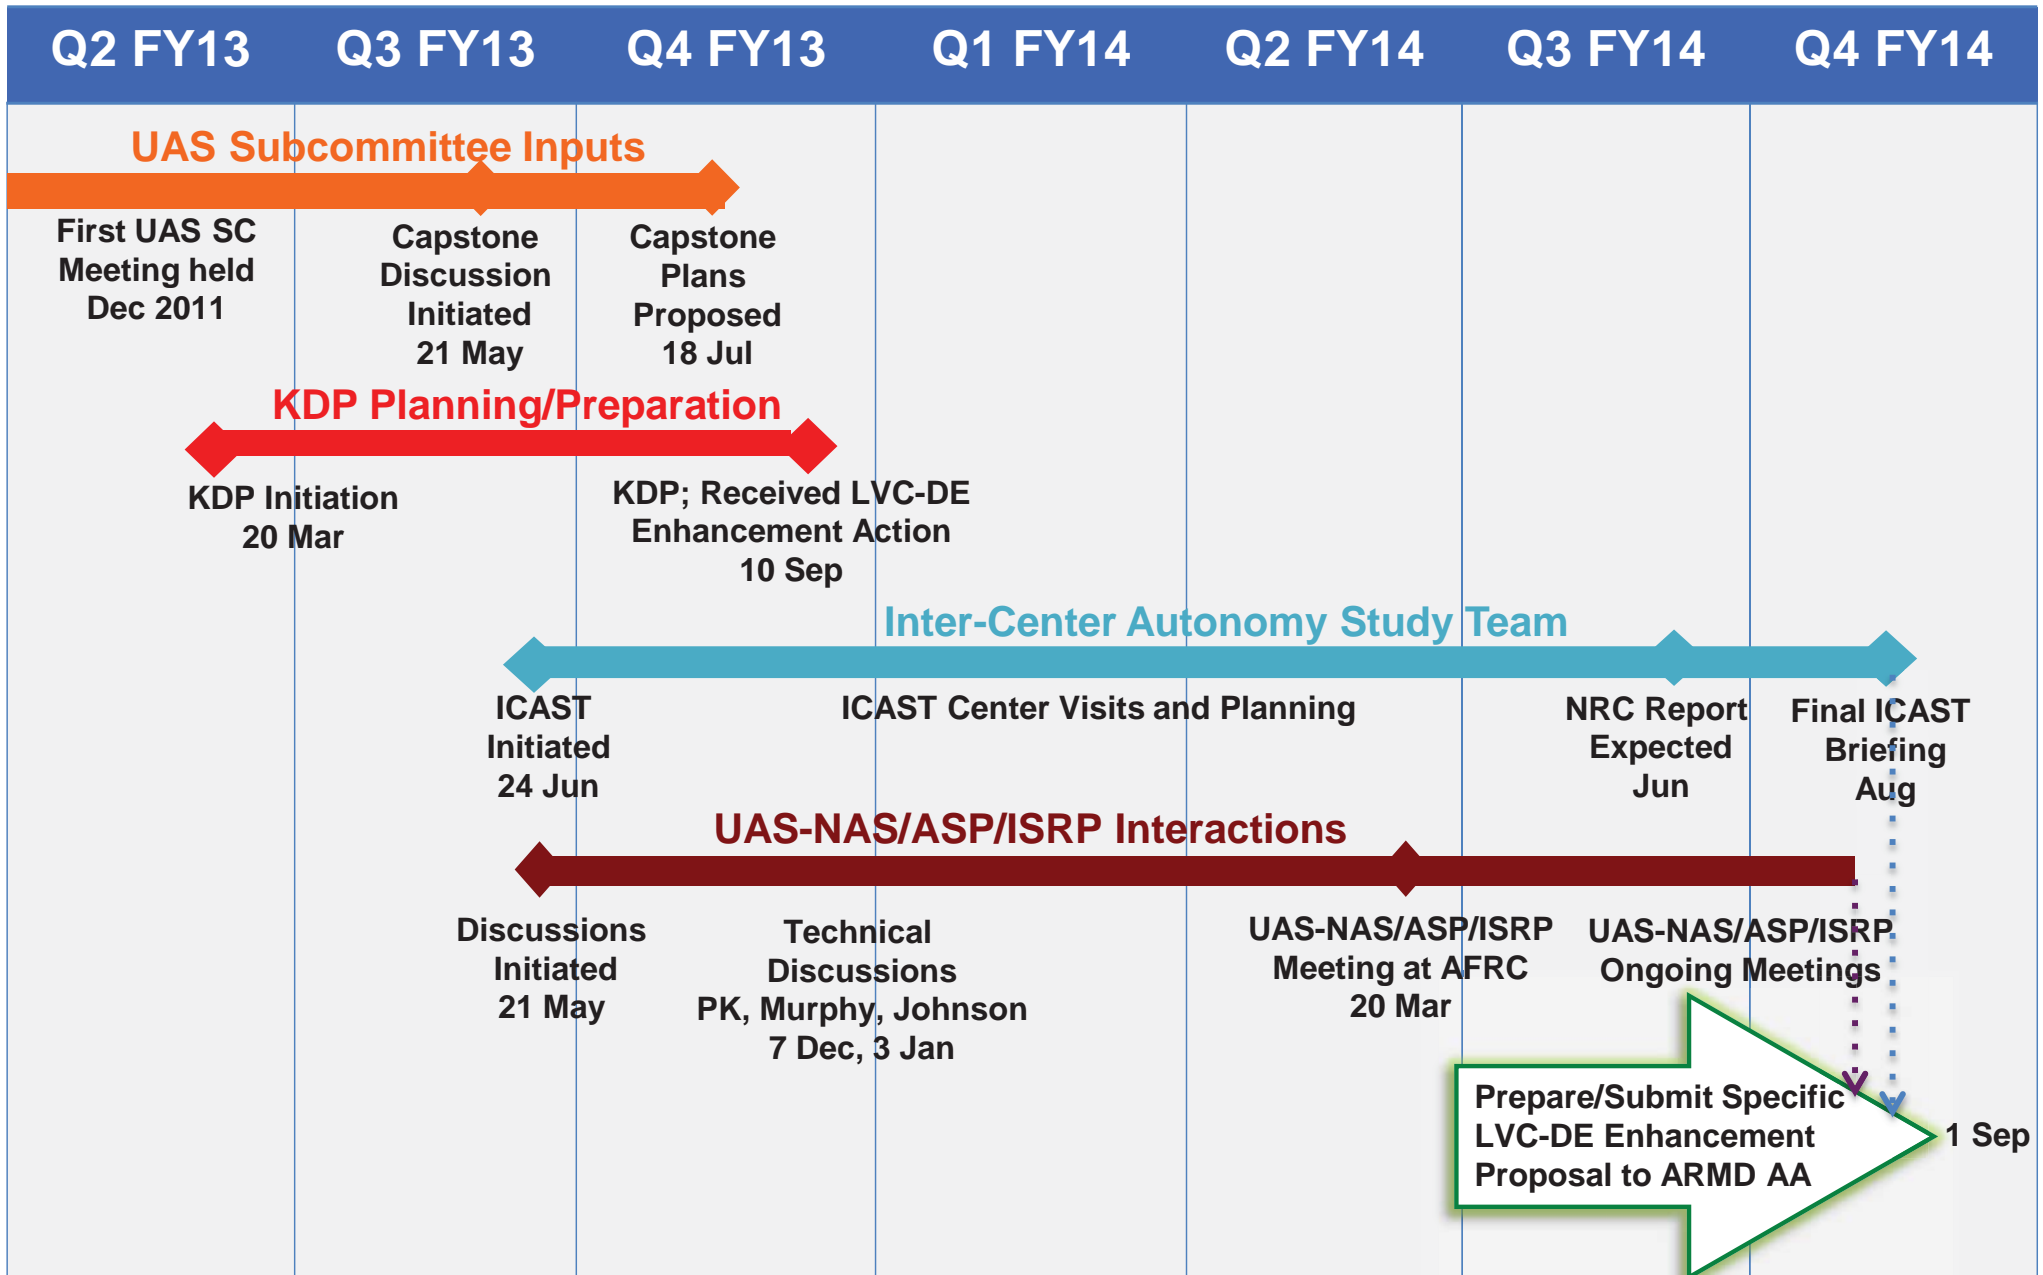 Q2 FY13
Q3 FY13
Q4 FY13
Q1 FY14
Q2 FY14
Q3 FY14
Q4 FY14
UAS Subcommittee Inputs
First UAS SC
Meeting held
Dec 2011
Capstone
Discussion
Initiated
21 May
Capstone
Plans
Proposed
18 Jul
KDP Planning/Preparation
KDP Initiation
20 Mar
KDP; Received LVC-DE
Enhancement Action
10 Sep
Inter-Center Autonomy Study Team
ICAST
Initiated
24 Jun
ICAST Center Visits and Planning
NRC Report
Expected
Jun
Final ICAST
Briefing
Aug
UAS-NAS/ASP/ISRP Interactions
Discussions
Initiated
21 May
Technical
Discussions
PK, Murphy, Johnson
7 Dec, 3 Jan
UAS-NAS/ASP/ISRP
Meeting at AFRC
20 Mar
UAS-NAS/ASP/ISRP
Ongoing Meetings
Prepare/Submit Specific
LVC-DE Enhancement
Proposal to ARMD AA
1 Sep